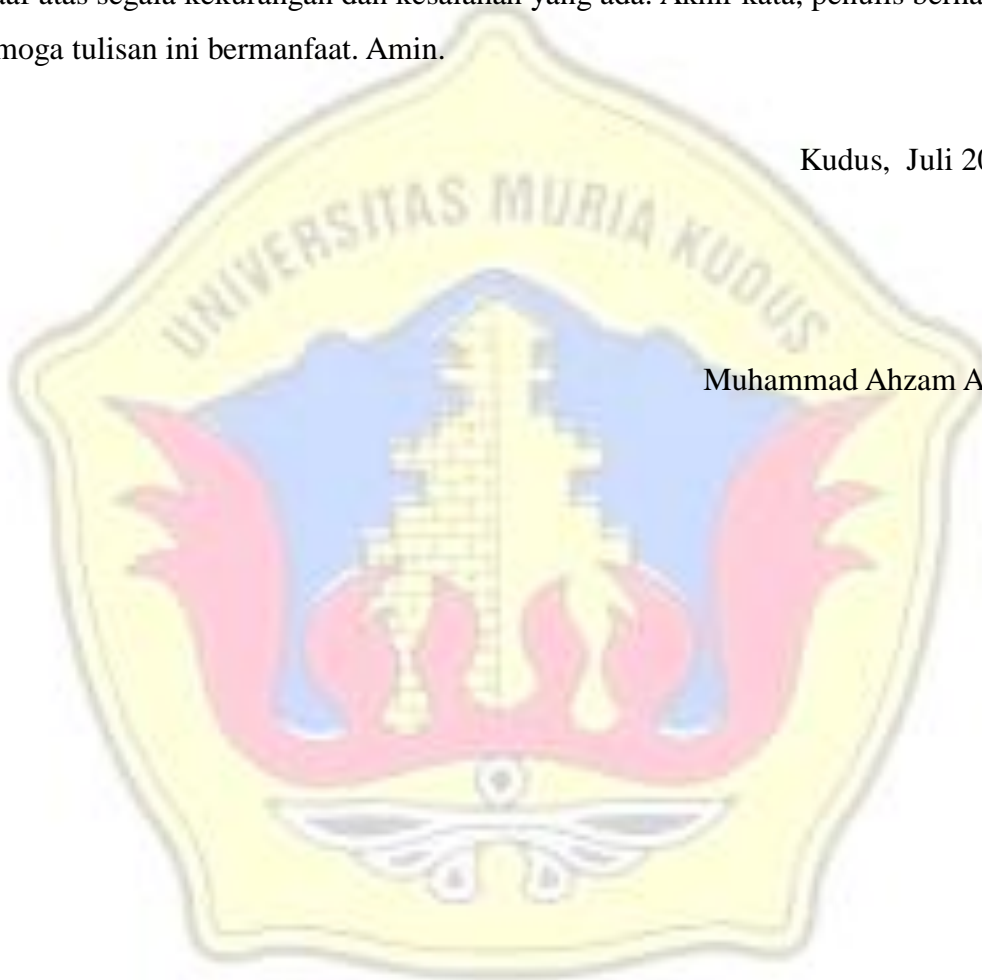 af atas segala kekurangan dan kesalahan yang ada. Akhir kata, penulis berha
moga tulisan ini bermanfaat. Amin.
Kudus, Juli 20
UNIVERSITAS MURIA KUDUS
Muhammad Ahzam A